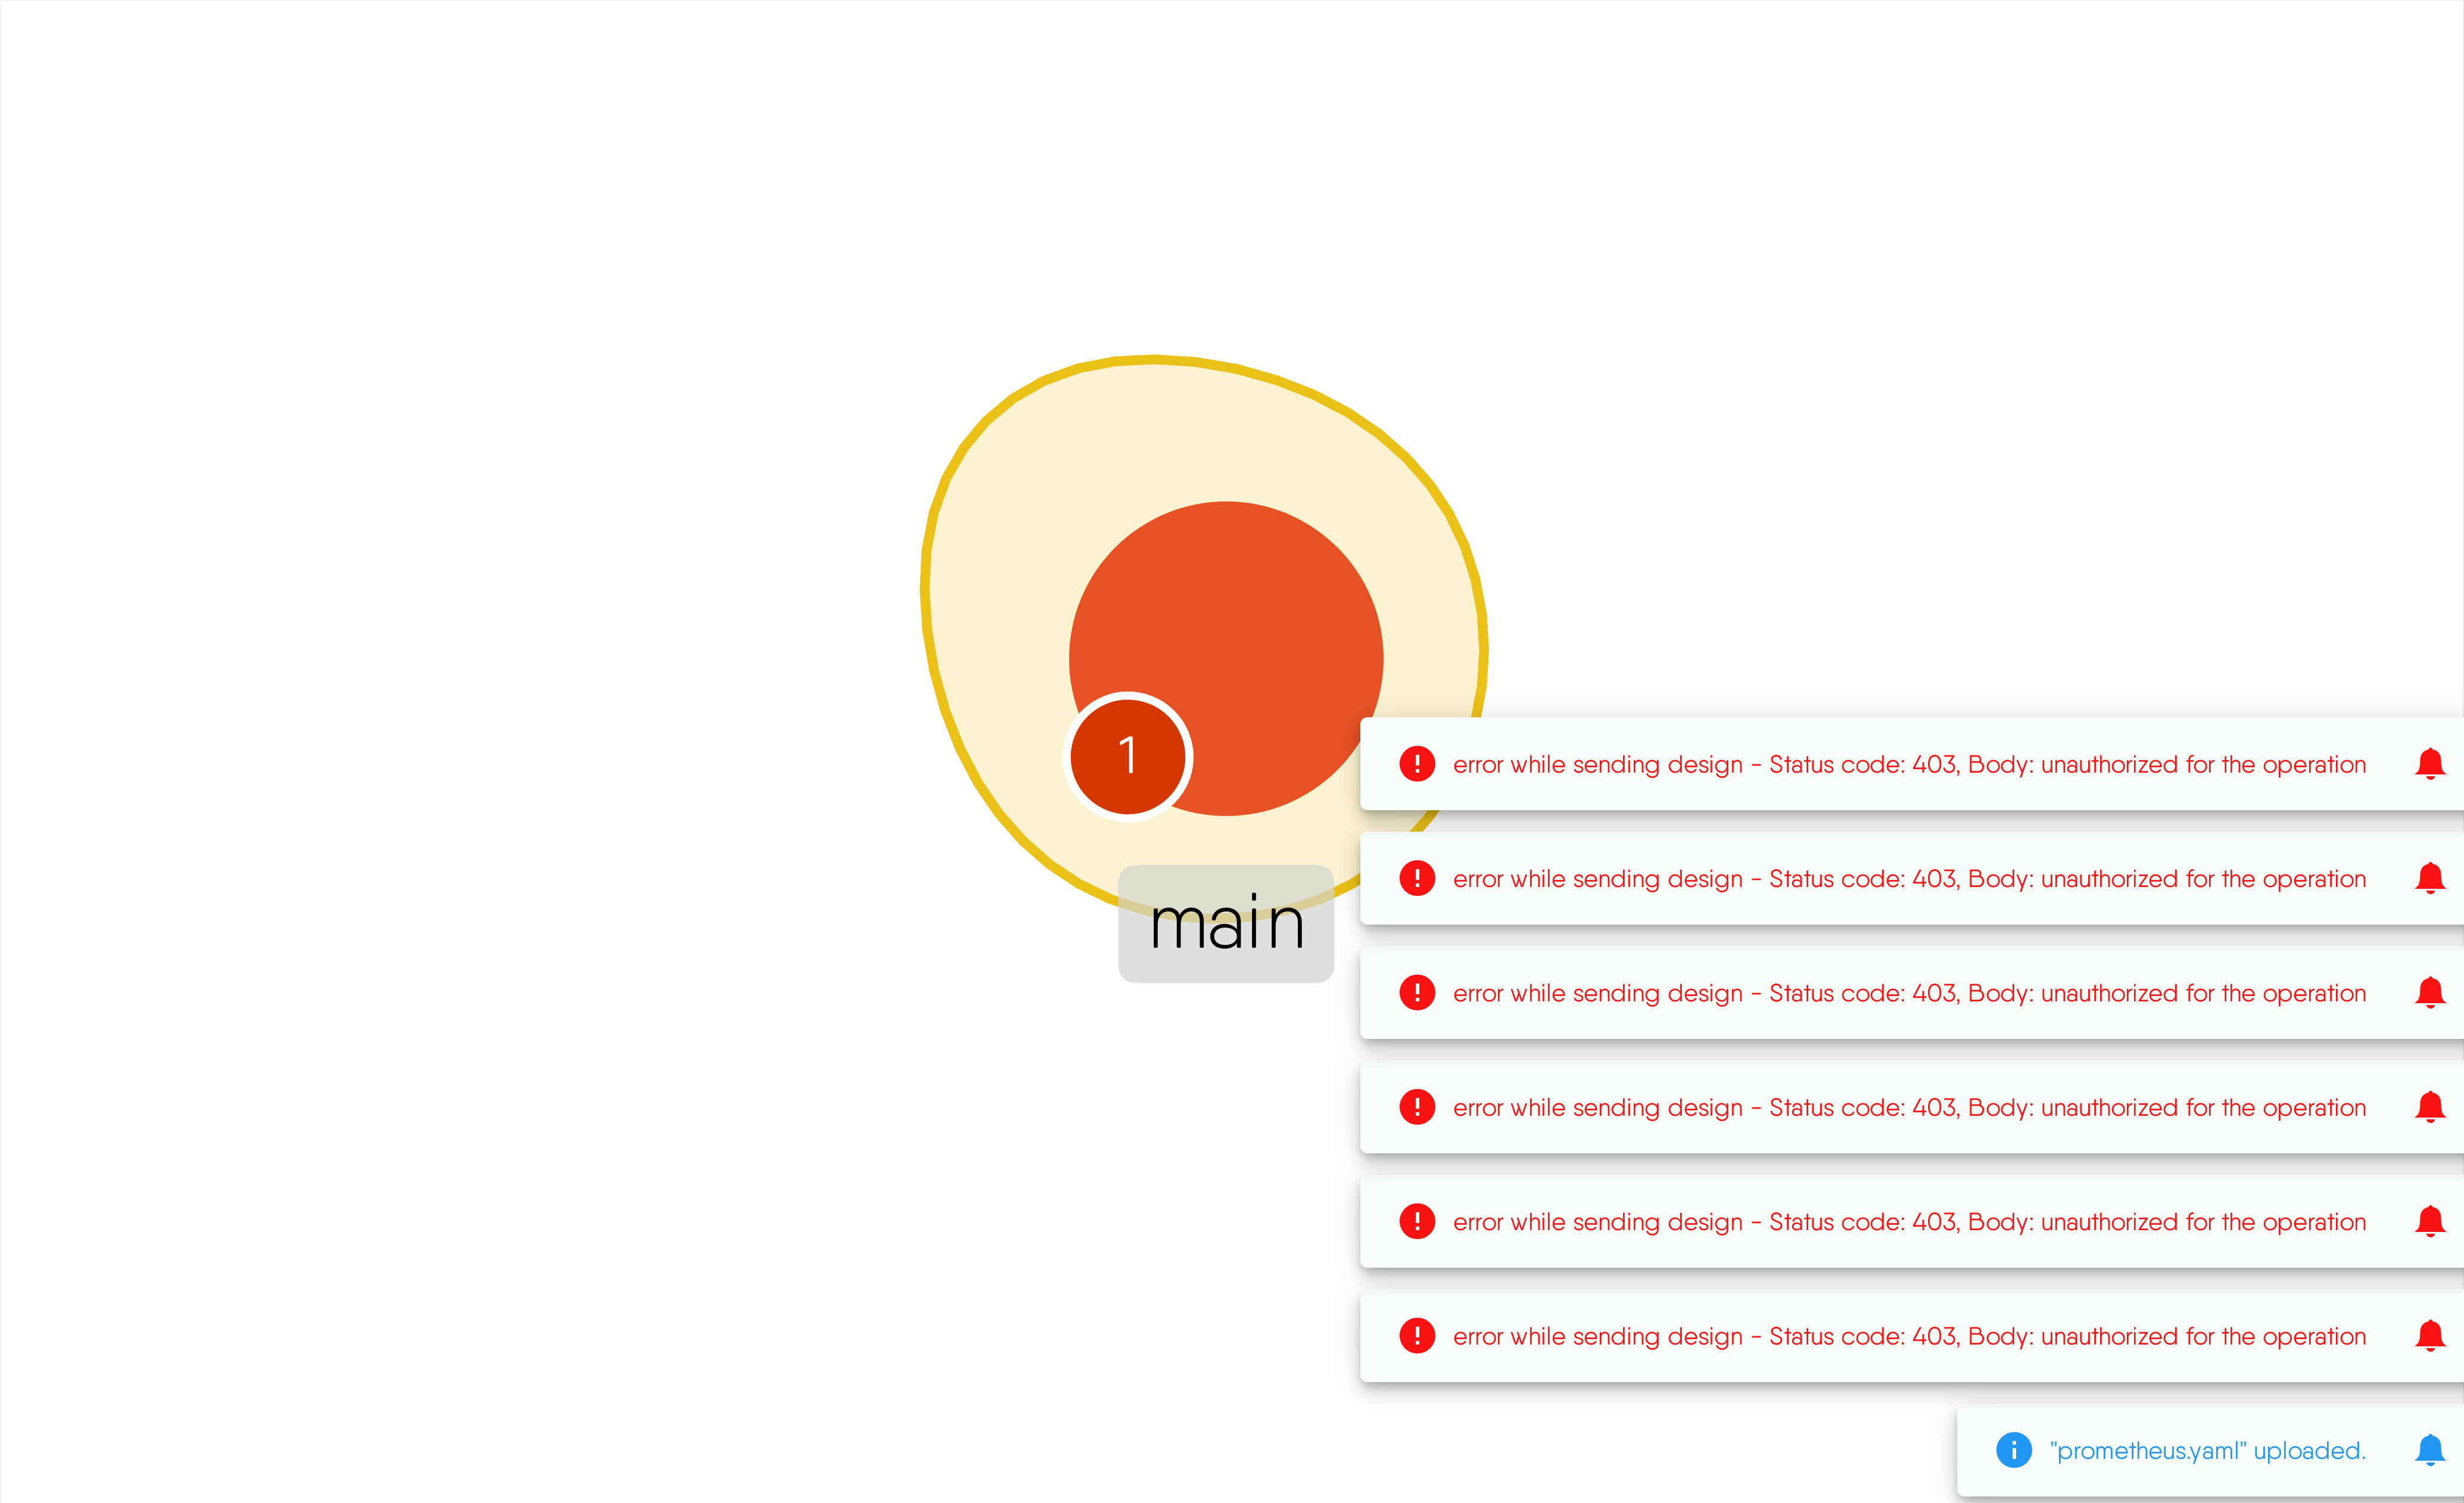 1
main
error while sending design - Status code: 403, Body: unauthorized for the operation
error while sending design - Status code: 403, Body: unauthorized for the operation
error while sending design - Status code: 403, Body: unauthorized for the operation
error while sending design - Status code: 403, Body: unauthorized for the operation
error while sending design - Status code: 403, Body: unauthorized for the operation
error while sending design - Status code: 403, Body: unauthorized for the operation
"prometheus.yaml" uploaded.